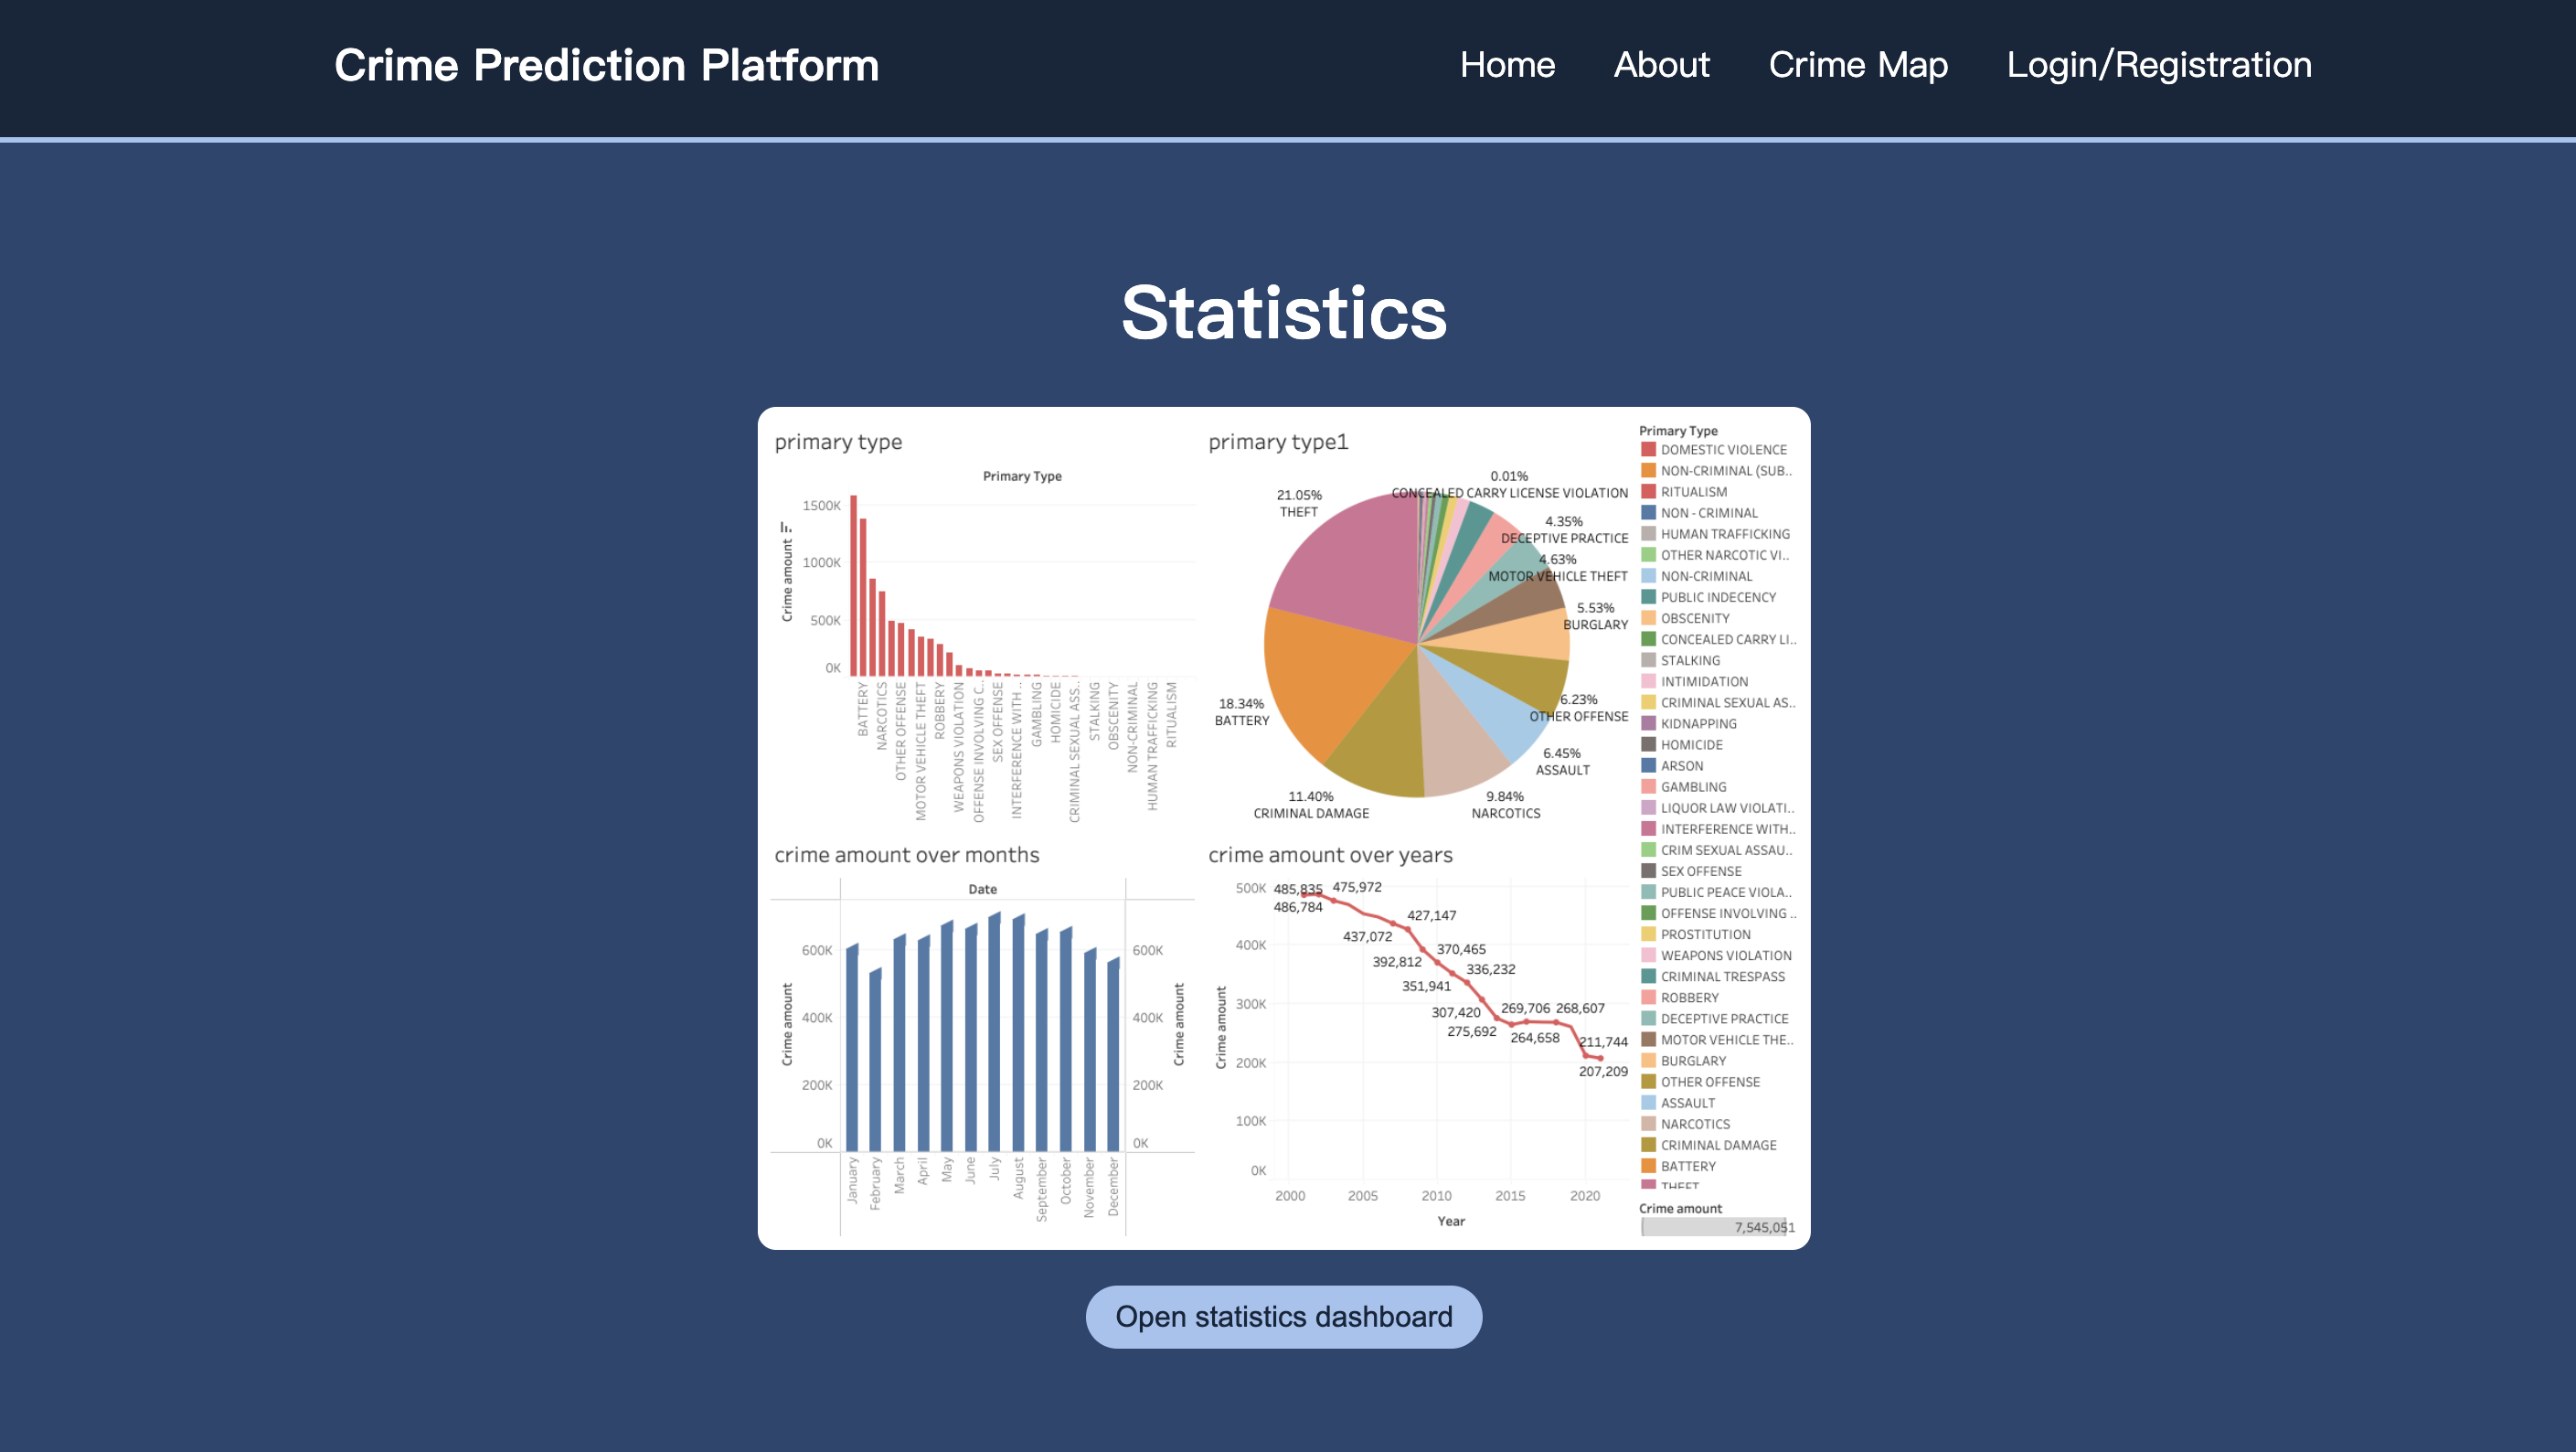 Crime Prediction Platform
Home
About
Crime Map
Login/Registration
Statistics
primary type
Primary Type
Crime amount
1500K
1000K
500K
0K
BATTERY
NARCOTICS
OTHER OFFENSE
MOTOR VEHICLE THEFT
ROBBERY
WEAPONS VIOLATION
OFFENSE INVOLVING C..
SEX OFFENSE
INTERFERENCE WITH ..
GAMBLING
HOMICIDE
CRIMINAL SEXUAL ASS..
STALKING
OBSCENITY
NON-CRIMINAL
HUMAN TRAFFICKING
RITUALISM
primary type1
0.01%
CONCEALED CARRY LICENSE VIOLATION
21.05%
THEFT
4.35%
DECEPTIVE PRACTICE
4.63%
MOTOR VEHICLE THEFT
5.53%
BURGLARY
6.23%
OTHER OFFENSE
6.45%
ASSAULT
9.84%
NARCOTICS
11.40%
CRIMINAL DAMAGE
18.34%
BATTERY
crime amount over months
Date
Crime amount
600K
400K
200K
0K
January
February
March
April
May
June
July
August
September
October
November
December
600K
400K
200K
0K
Crime amount
crime amount over years
Crime amount
500K
400K
300K
200K
100K
0K
485,835
475,972
486,784
427,147
437,072
370,465
392,812
336,232
351,941
269,706
268,607
307,420
275,692
264,658
211,744
207,209
2000
2005
2010
2015
2020
Year
Primary Type
DOMESTIC VIOLENCE
NON-CRIMINAL (SUB..
RITUALISM
NON - CRIMINAL
HUMAN TRAFFICKING
OTHER NARCOTIC VI..
NON-CRIMINAL
PUBLIC INDECENCY
OBSCENITY
CONCEALED CARRY LI..
STALKING
INTIMIDATION
CRIMINAL SEXUAL AS..
KIDNAPPING
HOMICIDE
ARSON
GAMBLING
LIQUOR LAW VIOLATI..
INTERFERENCE WITH..
CRIM SEXUAL ASSAU..
SEX OFFENSE
PUBLIC PEACE VIOLA..
OFFENSE INVOLVING ..
PROSTITUTION
WEAPONS VIOLATION
CRIMINAL TRESPASS
ROBBERY
DECEPTIVE PRACTICE
MOTOR VEHICLE THE..
BURGLARY
OTHER OFFENSE
ASSAULT
NARCOTICS
CRIMINAL DAMAGE
BATTERY
THEFT
Crime amount
7,545,051
Open statistics dashboard